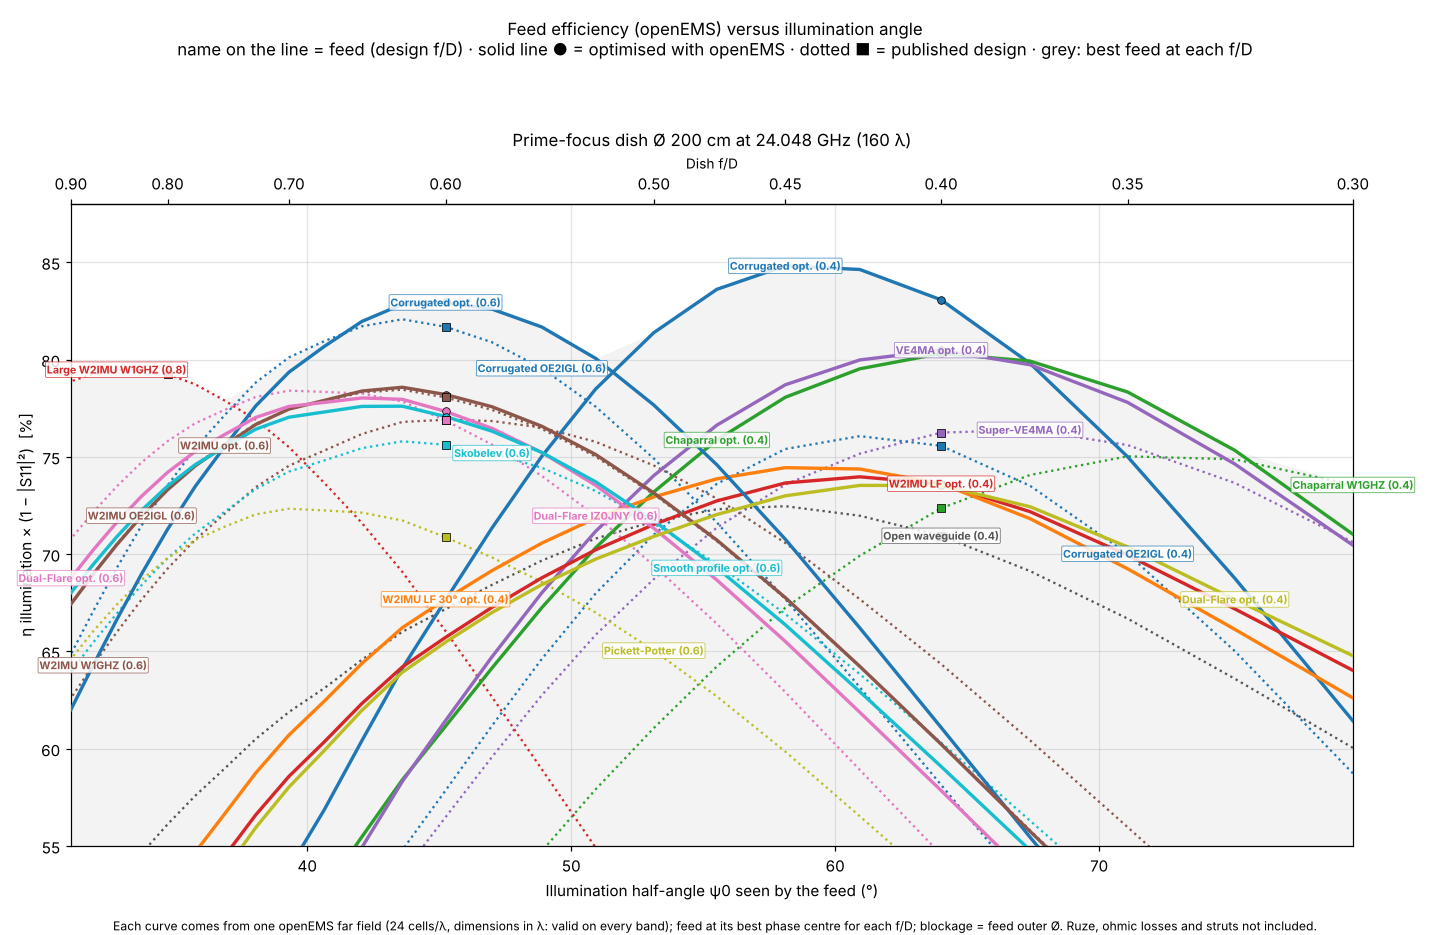 Feed efficiency (openEMS) versus illumination angle
name on the line = feed (design f/D) · solid line ● = optimised with openEMS · dotted ■ = published design · grey: best feed at each f/D
Prime-focus dish Ø 200 cm at 24.048 GHz (160 λ)
Dish f/D
0.90 0.80 0.70 0.60 0.50 0.45 0.40 0.35 0.30
85
80
75
70
65
60
55
η illumination × (1 − |S11|²) [%]
Corrugated opt. (0.4)
Corrugated opt. (0.6)
VE4MA opt. (0.4)
Large W2IMU W1GHZ (0.8)
Corrugated OE2IGL (0.6)
Super-VE4MA (0.4)
Chaparral opt. (0.4)
W2IMU opt. (0.6)
Skobelev (0.6)
W2IMU LF opt. (0.4)
Chaparral W1GHZ (0.4)
W2IMU OE2IGL (0.6)
Dual-Flare IZ0JNY (0.6)
Open waveguide (0.4)
Corrugated OE2IGL (0.4)
Smooth profile opt. (0.6)
Dual-Flare opt. (0.6)
W2IMU LF 30° opt. (0.4)
Dual-Flare opt. (0.4)
Pickett-Potter (0.6)
W2IMU W1GHZ (0.6)
40 50 60 70
Illumination half-angle ψ0 seen by the feed (°)
Each curve comes from one openEMS far field (24 cells/λ, dimensions in λ: valid on every band); feed at its best phase centre for each f/D; blockage = feed outer Ø. Ruze, ohmic losses and struts not included.